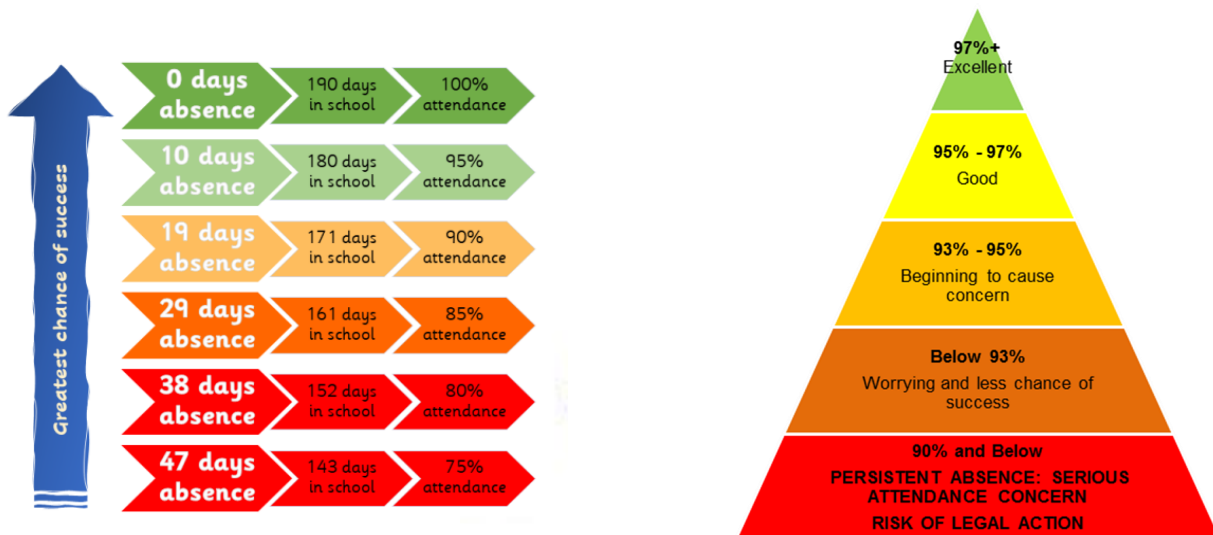 Greatest chance of success
0 days
absence
190 days
in school
100%
attendance
10 days
absence
180 days
in school
95%
attendance
19 days
absence
171 days
in school
90%
attendance
29 days
absence
161 days
in school
85%
attendance
38 days
absence
152 days
in school
80%
attendance
47 days
absence
143 days
in school
75%
attendance
97%+
Excellent
95% - 97%
Good
93% - 95%
Beginning to cause
concern
Below 93%
Worrying and less chance of
success
90% and Below
PERSISTENT ABSENCE: SERIOUS
ATTENDANCE CONCERN
RISK OF LEGAL ACTION